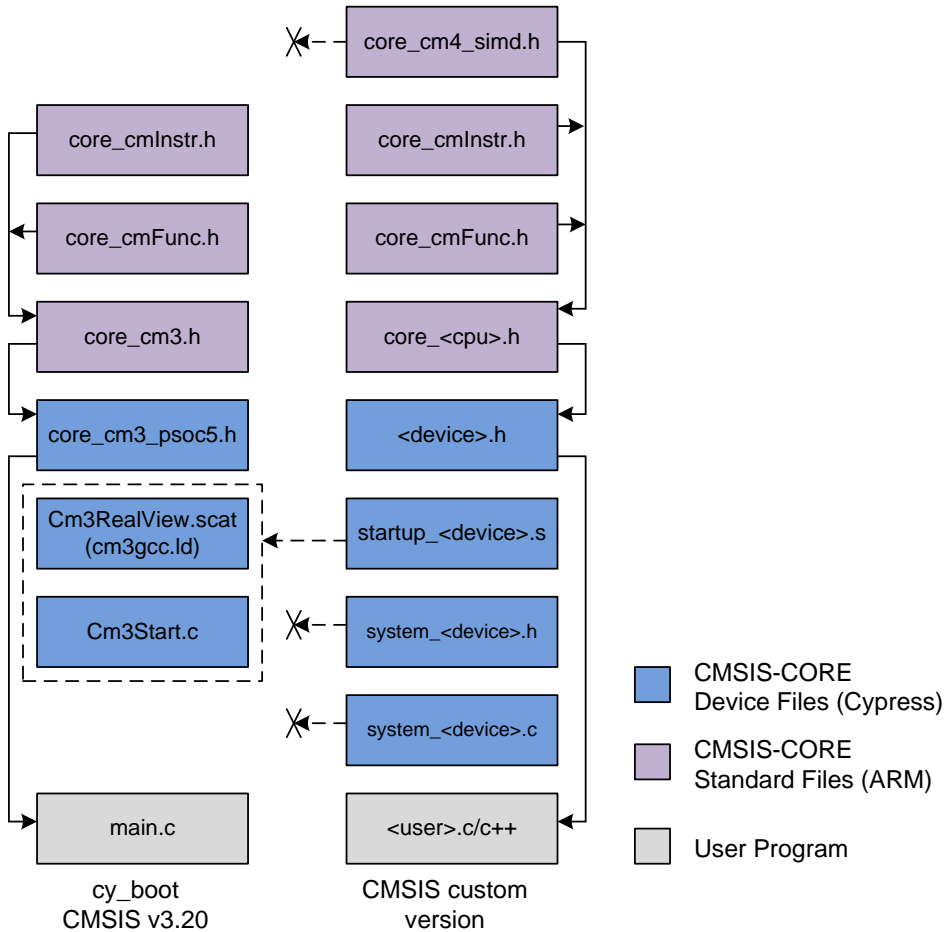 core_cm4_simd.h
core_cmInstr.h
core_cmInstr.h
core_cmFunc.h
core_cmFunc.h
core_cm3.h
core_<cpu>.h
core_cm3_psoc5.h
<device>.h
Cm3RealView.scat
(cm3gcc.ld)
startup_<device>.s
Cm3Start.c
system_<device>.h
system_<device>.c
main.c
<user>.c/c++
cy_boot
CMSIS v3.20
CMSIS custom
version
CMSIS-CORE
Device Files (Cypress)
CMSIS-CORE
Standard Files (ARM)
User Program